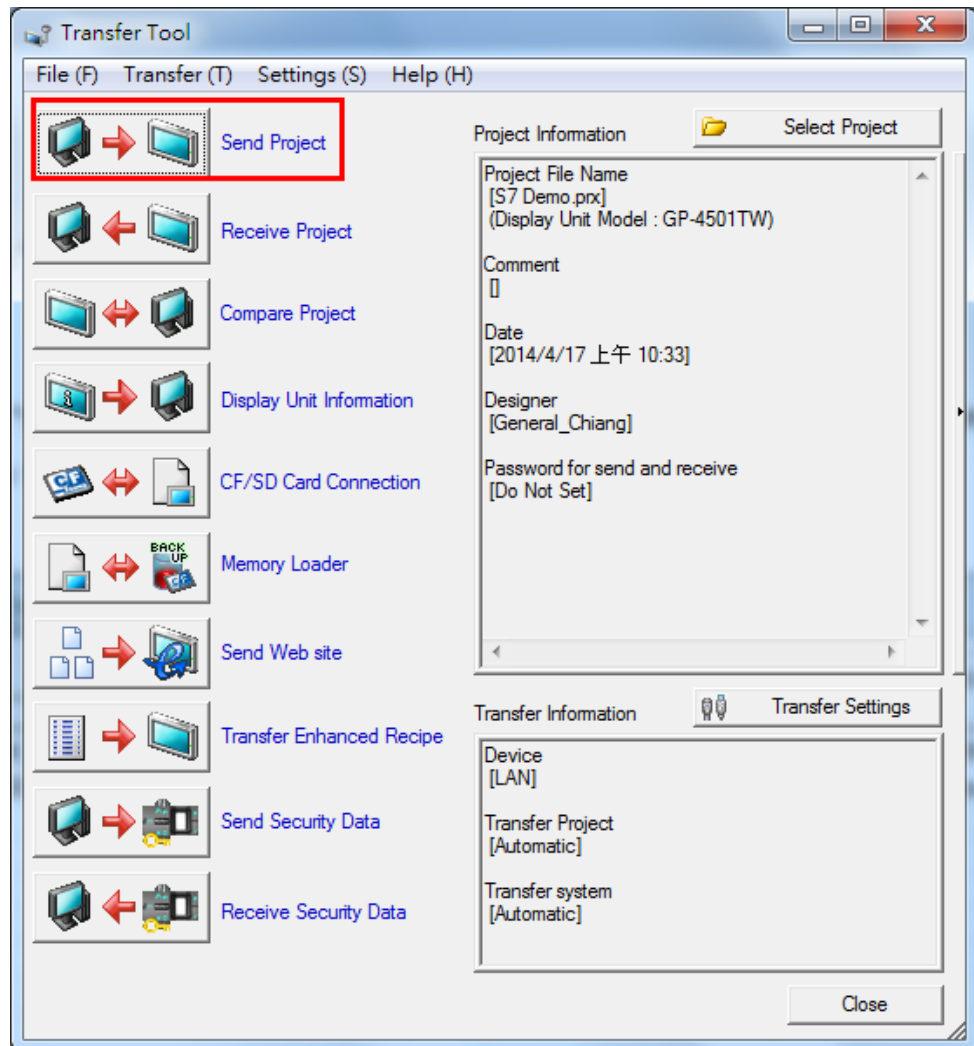 Transfer Tool
File (F) Transfer (T) Settings (S) Help (H)
Send Project
Receive Project
Compare Project
Display Unit Information
CF
CF/SD Card Connection
BACK
UP
CF
Memory Loader
Send Web site
Transfer Enhanced Recipe
Send Security Data
Receive Security Data
Project Information
Select Project
Project File Name
[S7 Demo.prx]
(Display Unit Model : GP-4501TW)
Comment
[]
Date
[2014/4/17 上午 10:33]
Designer
[General_Chiang]
Password for send and receive
[Do Not Set]
Transfer Information
Transfer Settings
Device
[LAN]
Transfer Project
[Automatic]
Transfer system
[Automatic]
Close